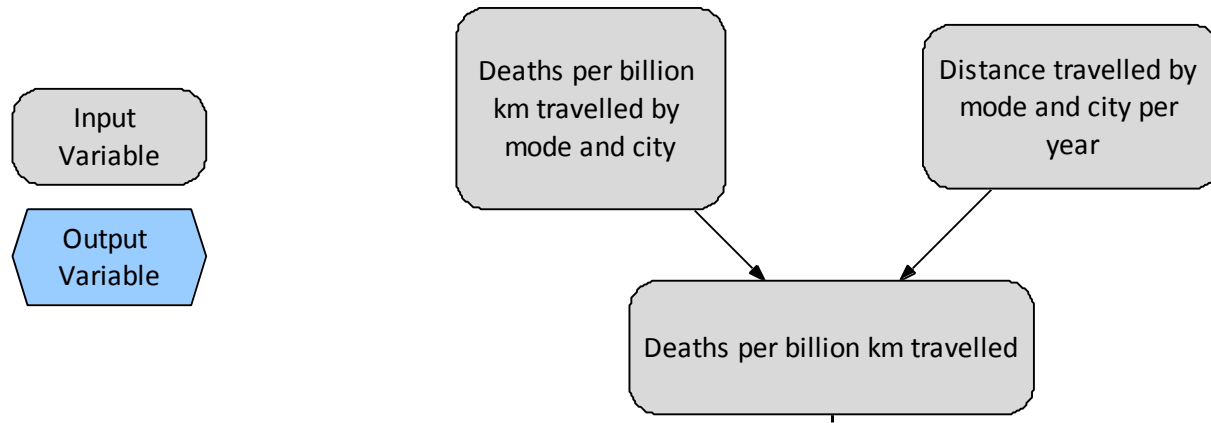 Input
Variable
Output
Variable
Deaths per billion
km travelled by
mode and city
Distance travelled by
mode and city per
year
Deaths per billion km travelled